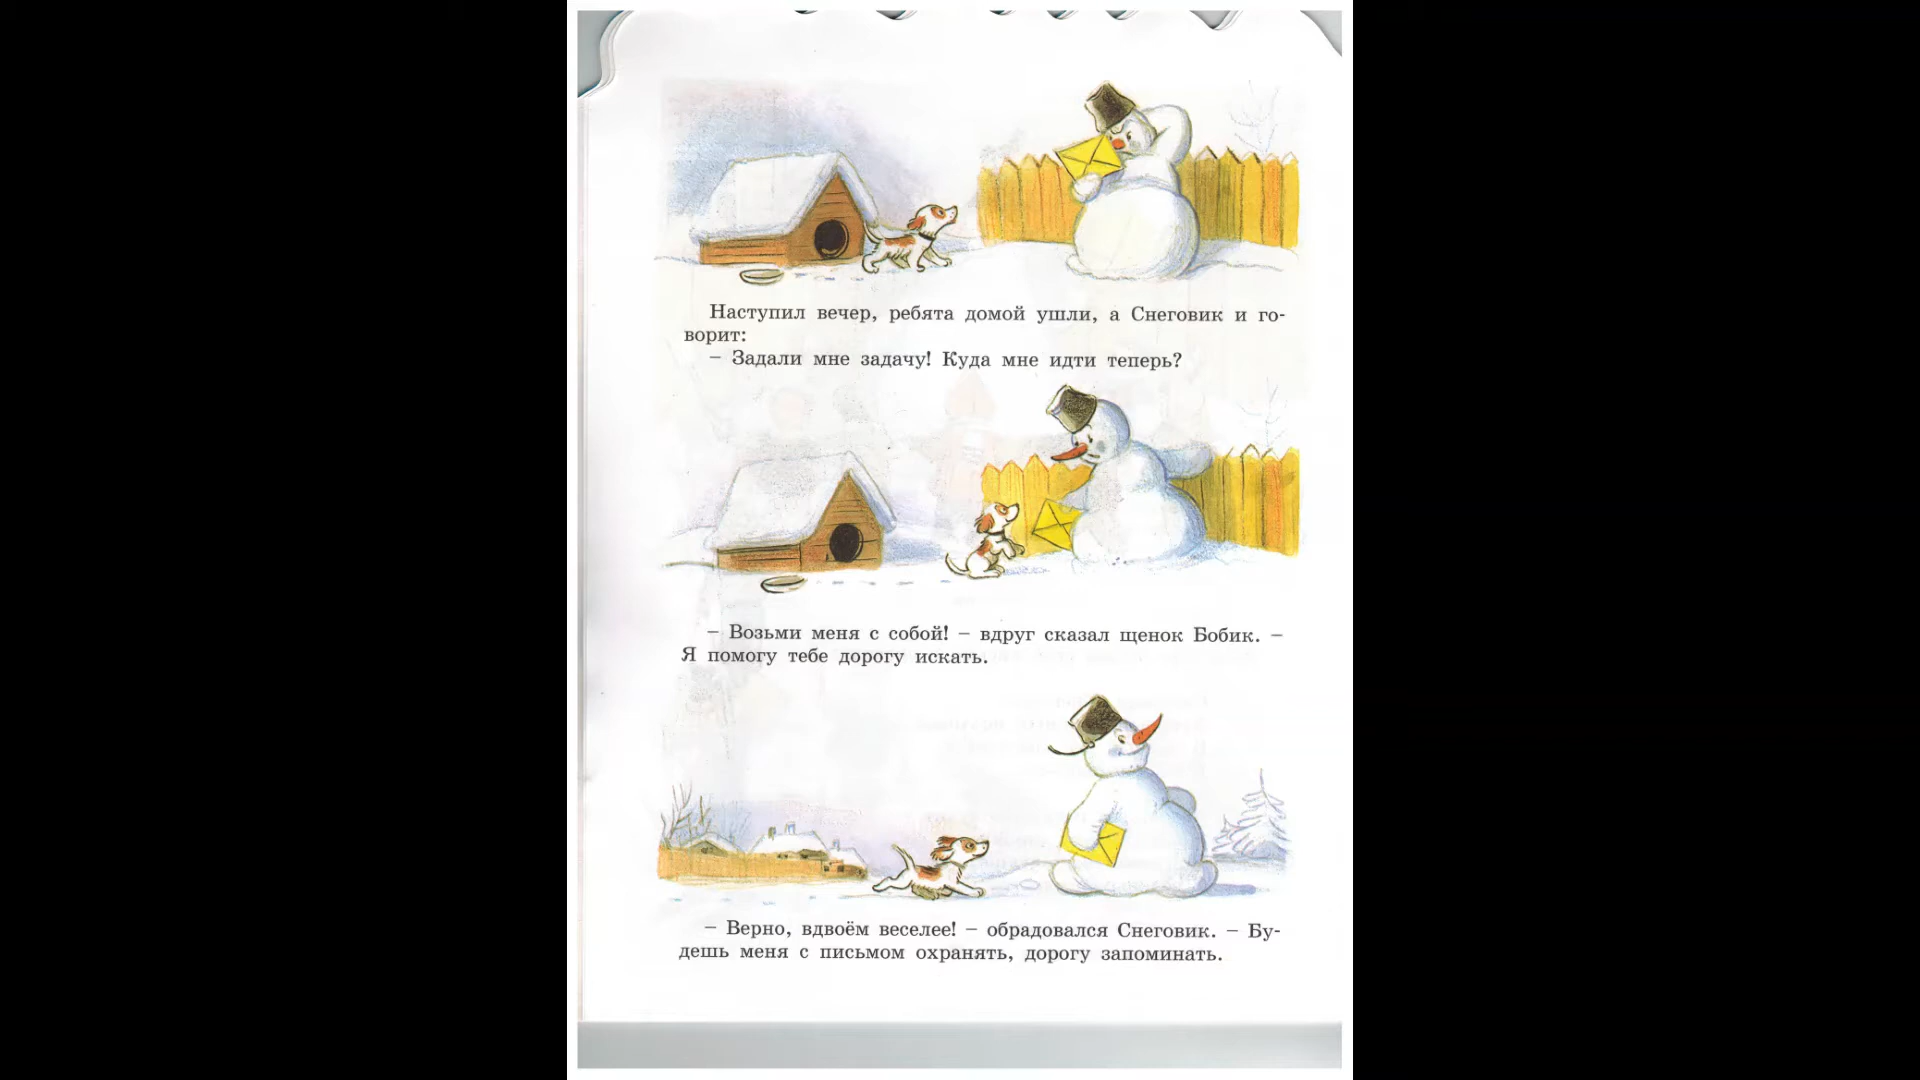 Наступил вечер, ребята домой ушли, а Снеговик и го-
ворит:
– Задали мне задачу! Куда мне идти теперь?
– Возьми меня с собой! – вдруг сказал щенок Бобик. –
Я помогу тебе дорогу искать.
– Верно, вдвоём веселее! – обрадовался Снеговик. – Бу-
дешь меня с письмом охранять, дорогу запоминать.